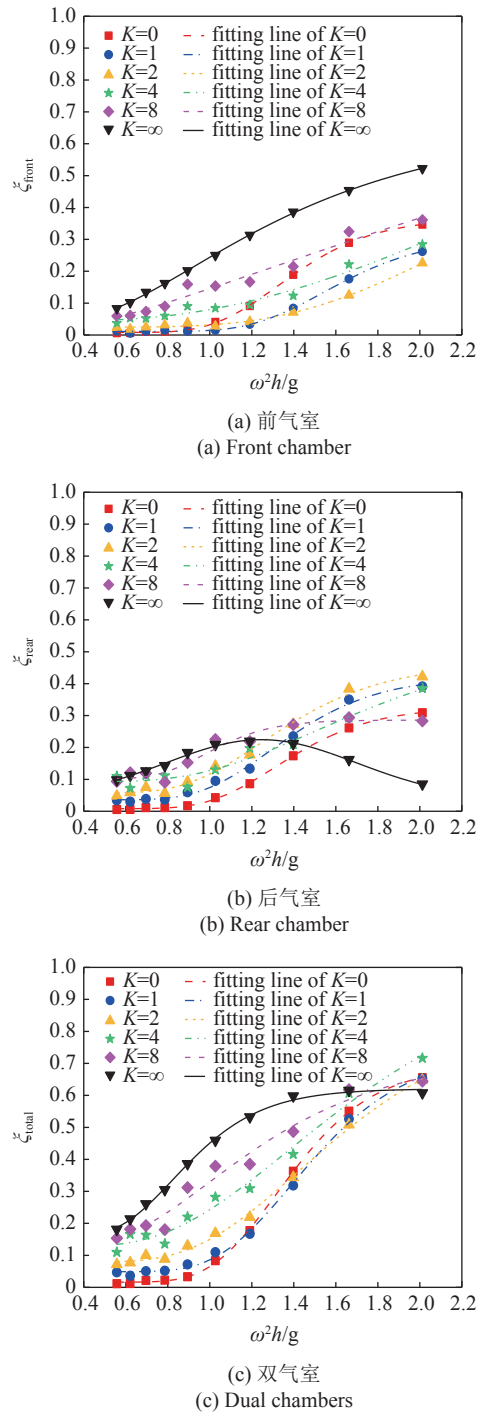 1.0
0.9
0.8
0.7
0.6
0.5
0.4
0.3
0.2
0.1
0
ξfront
K=0 fitting line of K=0
K=1 fitting line of K=1
K=2 fitting line of K=2
K=4 fitting line of K=4
K=8 fitting line of K=8
K=∞ fitting line of K=∞
0.4 0.6 0.8 1.0 1.2 1.4 1.6 1.8 2.0 2.2
ω²h/g
(a) 前气室
(a) Front chamber
1.0
0.9
0.8
0.7
0.6
0.5
0.4
0.3
0.2
0.1
0
ξrear
K=0 fitting line of K=0
K=1 fitting line of K=1
K=2 fitting line of K=2
K=4 fitting line of K=4
K=8 fitting line of K=8
K=∞ fitting line of K=∞
0.4 0.6 0.8 1.0 1.2 1.4 1.6 1.8 2.0 2.2
ω²h/g
(b) 后气室
(b) Rear chamber
1.0
0.9
0.8
0.7
0.6
0.5
0.4
0.3
0.2
0.1
0
ξtotal
K=0 fitting line of K=0
K=1 fitting line of K=1
K=2 fitting line of K=2
K=4 fitting line of K=4
K=8 fitting line of K=8
K=∞ fitting line of K=∞
0.4 0.6 0.8 1.0 1.2 1.4 1.6 1.8 2.0 2.2
ω²h/g
(c) 双气室
(c) Dual chambers